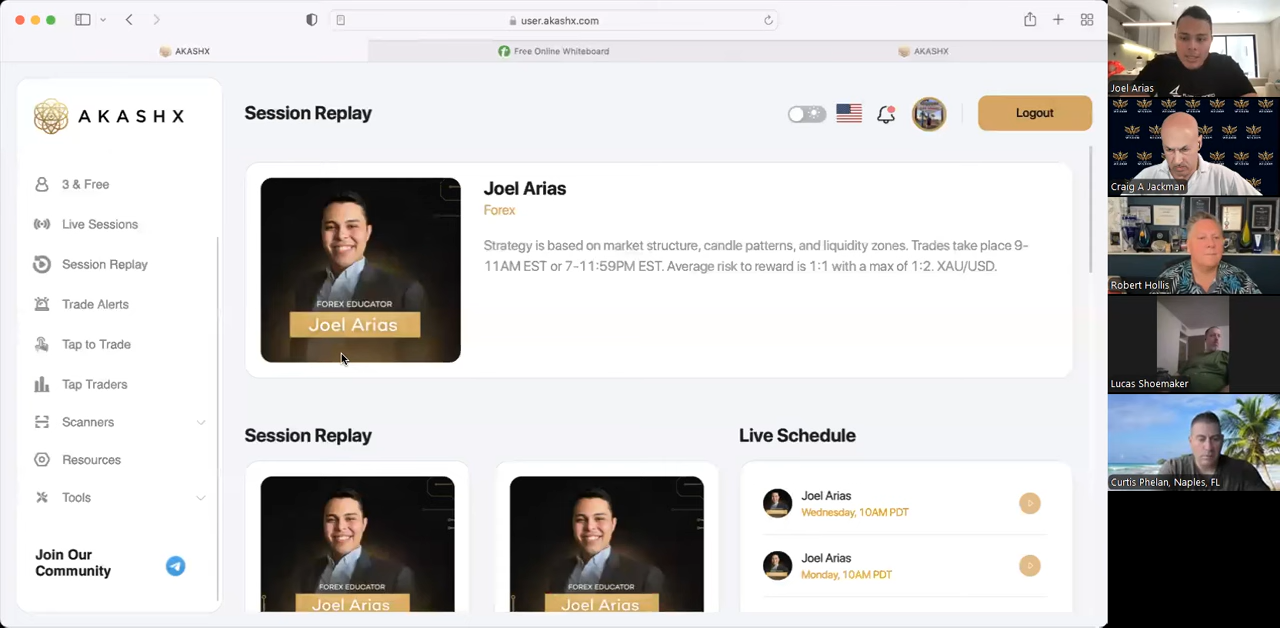 user.akashx.com
AKASHX
Free Online Whiteboard
AKASHX
AKASHX
3 & Free
Live Sessions
Session Replay
Trade Alerts
Tap to Trade
Tap Traders
Scanners
Resources
Tools
Join Our
Community
Session Replay
Logout
FOREX EDUCATOR
Joel Arias
Joel Arias
Forex
Strategy is based on market structure, candle patterns, and liquidity zones. Trades take place 9-
11AM EST or 7-11:59PM EST. Average risk to reward is 1:1 with a max of 1:2. XAU/USD.
Session Replay
FOREX EDUCATOR
Joel Arias
FOREX EDUCATOR
Joel Arias
Live Schedule
Joel Arias
Wednesday, 10AM PDT
Joel Arias
Monday, 10AM PDT
Joel Arias
Craig A Jackman
Robert Hollis
Lucas Shoemaker
Curtis Phelan, Naples, FL